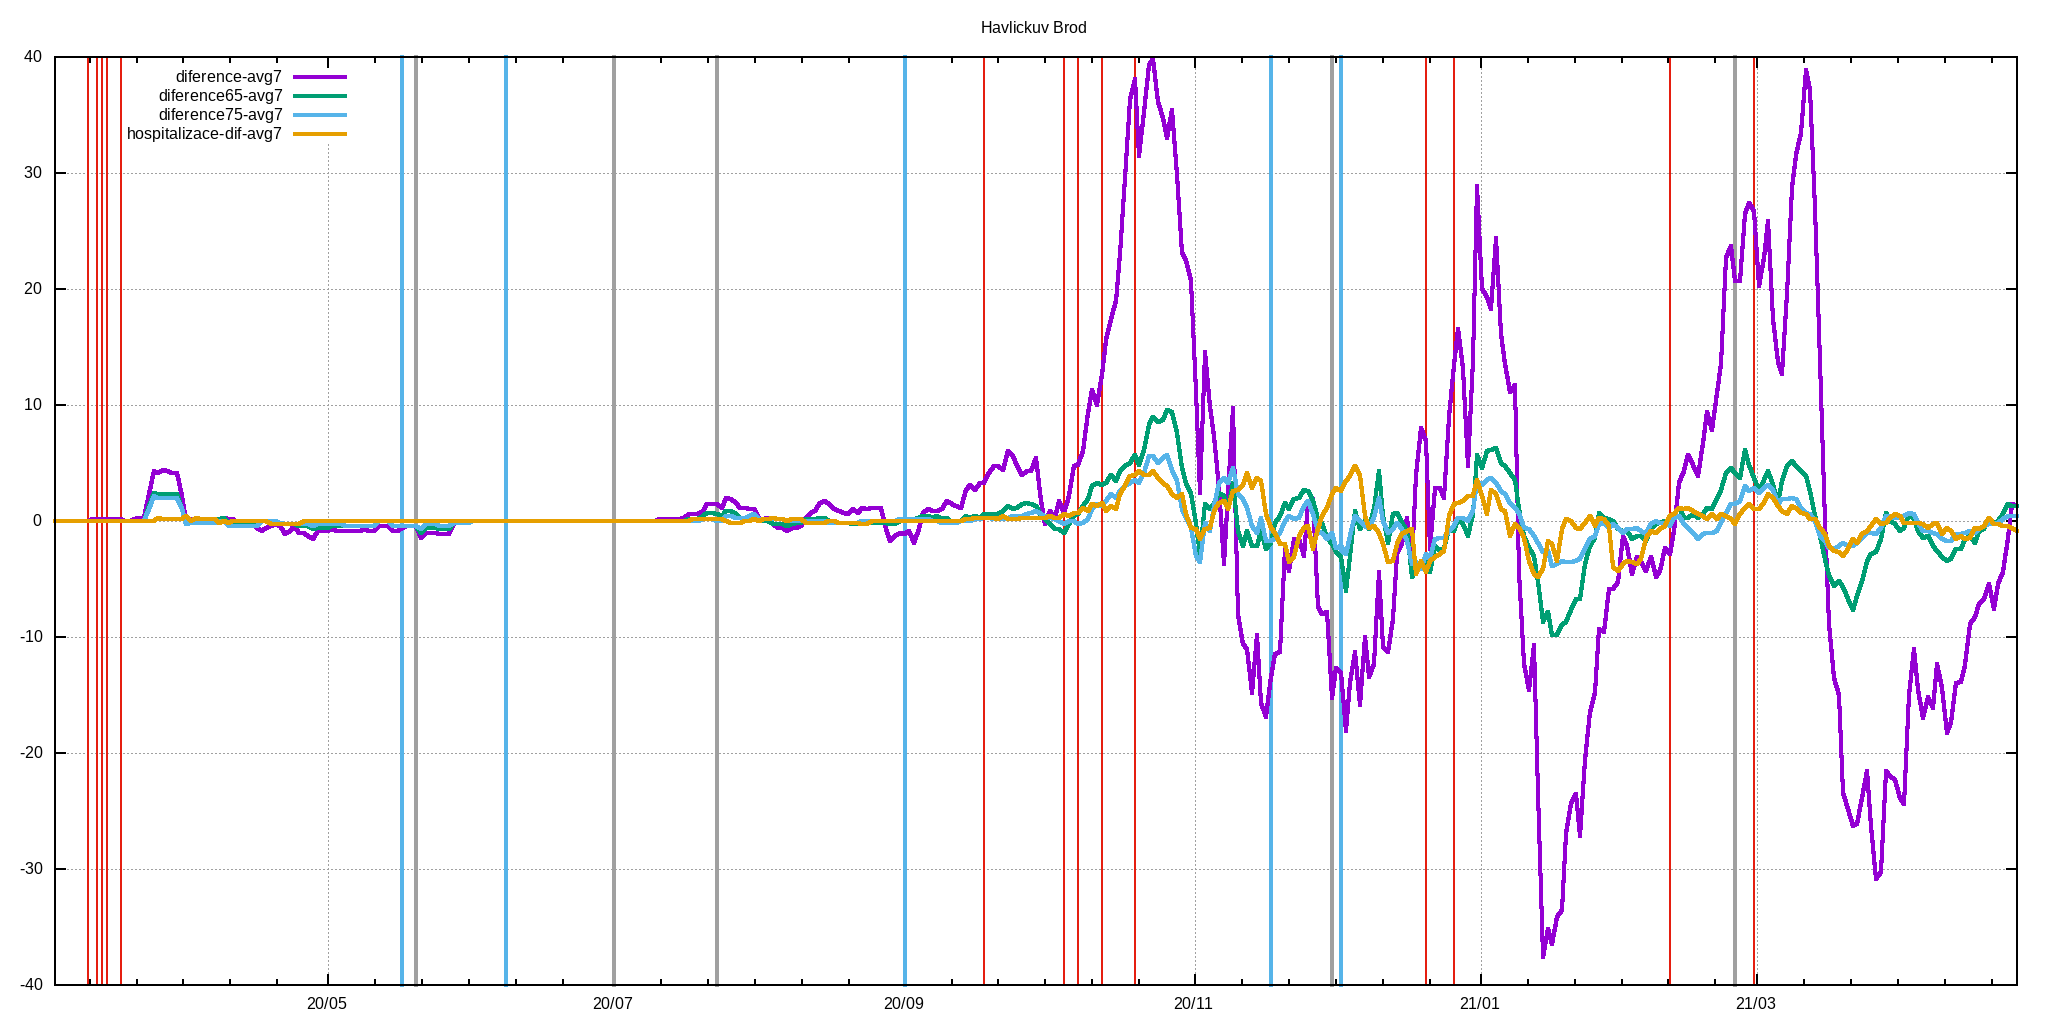 Havlickuv Brod
40
diference-avg7
diference65-avg7
diference75-avg7
hospitalizace-dif-avg7
30
20
10
0
-10
-20
-30
-40
20/05 20/07 20/09 20/11 21/01 21/03